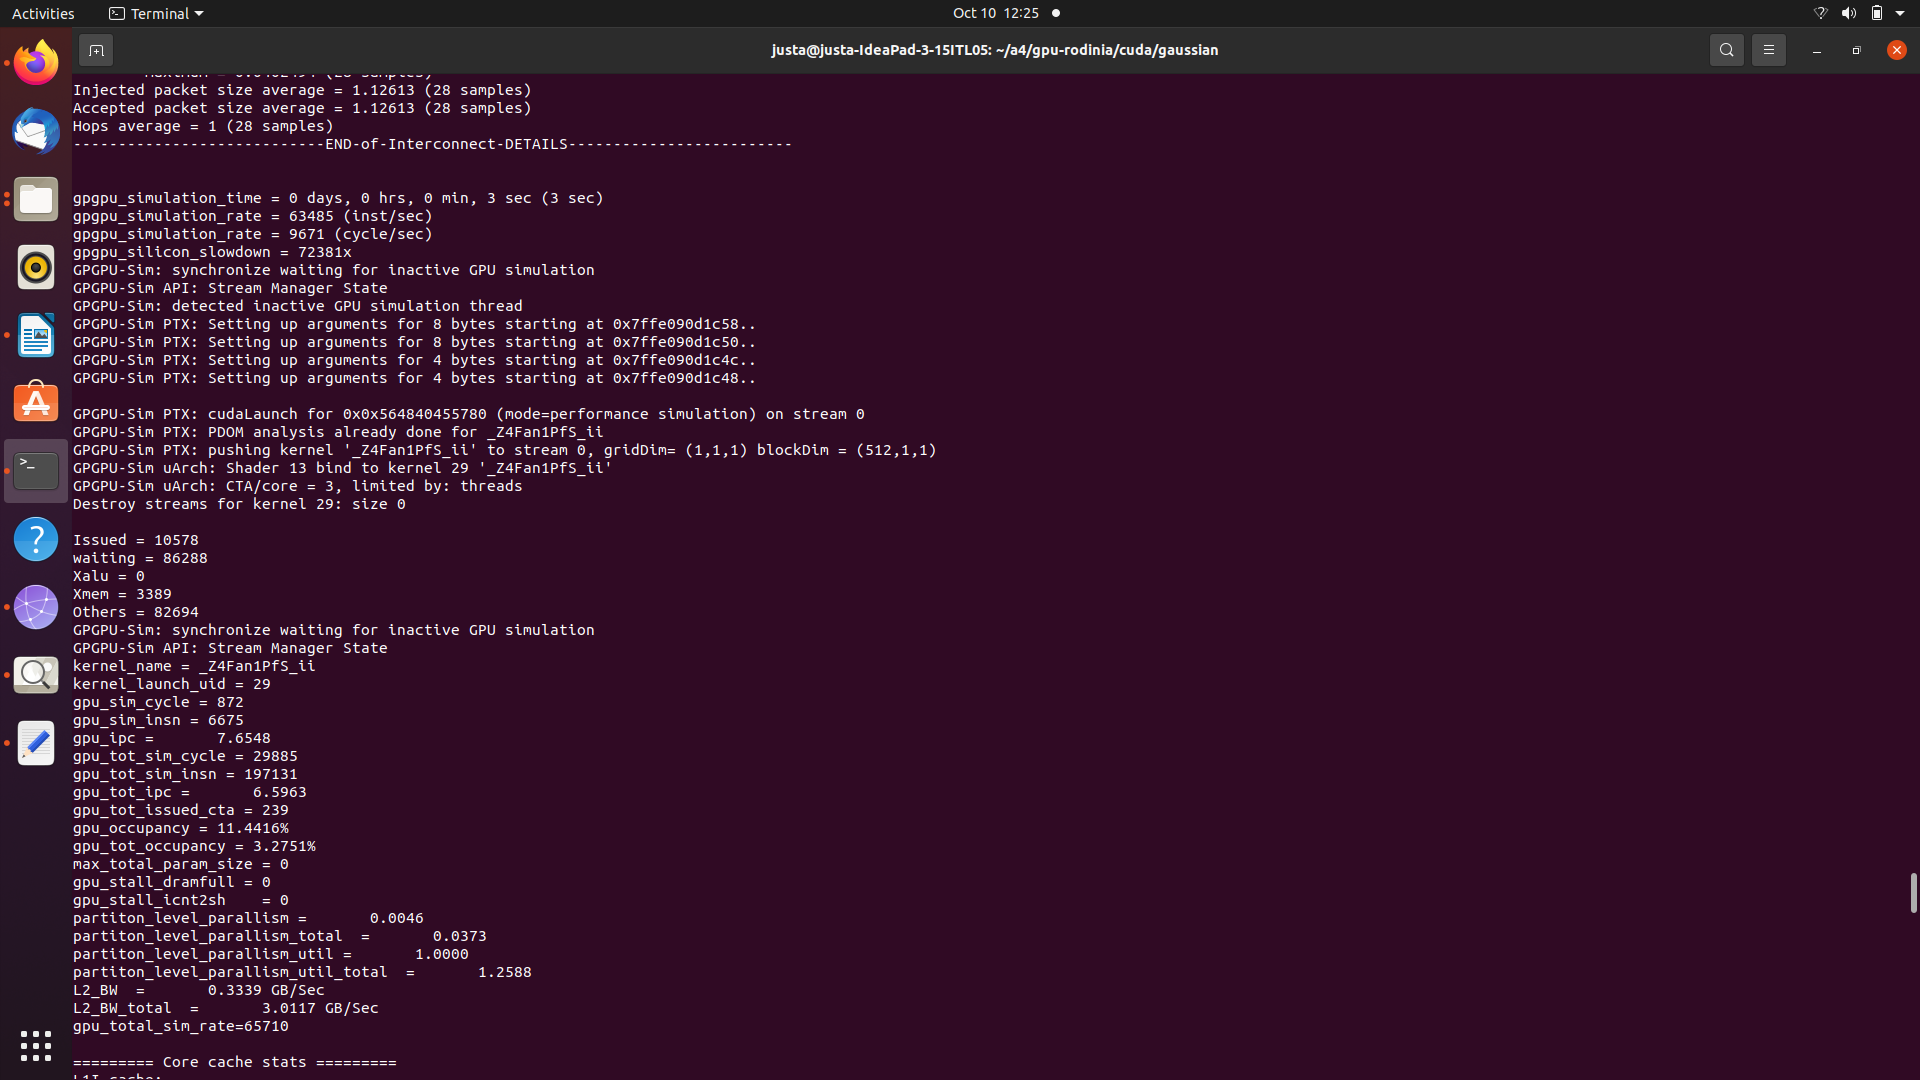 Activities
Terminal
Oct 10 12:25
justa@justa-IdeaPad-3-15ITL05: ~/a4/gpu-rodinia/cuda/gaussian
Injected packet size average = 1.12613 (28 samples)
Accepted packet size average = 1.12613 (28 samples)
Hops average = 1 (28 samples)
----------------------------END-of-Interconnect-DETAILS-------------------------
gpgpu_simulation_time = 0 days, 0 hrs, 0 min, 3 sec (3 sec)
gpgpu_simulation_rate = 63485 (inst/sec)
gpgpu_simulation_rate = 9671 (cycle/sec)
gpgpu_silicon_slowdown = 72381x
GPGPU-Sim: synchronize waiting for inactive GPU simulation
GPGPU-Sim API: Stream Manager State
GPGPU-Sim: detected inactive GPU simulation thread
GPGPU-Sim PTX: Setting up arguments for 8 bytes starting at 0x7ffe090d1c58..
GPGPU-Sim PTX: Setting up arguments for 8 bytes starting at 0x7ffe090d1c50..
GPGPU-Sim PTX: Setting up arguments for 4 bytes starting at 0x7ffe090d1c4c..
GPGPU-Sim PTX: Setting up arguments for 4 bytes starting at 0x7ffe090d1c48..
GPGPU-Sim PTX: cudaLaunch for 0x0x564840455780 (mode=performance simulation) on stream 0
GPGPU-Sim PTX: PDOM analysis already done for _Z4Fan1PfS_ii
GPGPU-Sim PTX: pushing kernel '_Z4Fan1PfS_ii' to stream 0, gridDim= (1,1,1) blockDim = (512,1,1)
GPGPU-Sim uArch: Shader 13 bind to kernel 29 '_Z4Fan1PfS_ii'
GPGPU-Sim uArch: CTA/core = 3, limited by: threads
Destroy streams for kernel 29: size 0
Issued = 10578
waiting = 86288
Xalu = 0
Xmem = 3389
Others = 82694
GPGPU-Sim: synchronize waiting for inactive GPU simulation
GPGPU-Sim API: Stream Manager State
kernel_name = _Z4Fan1PfS_ii
kernel_launch_uid = 29
gpu_sim_cycle = 872
gpu_sim_insn = 6675
gpu_ipc =       7.6548
gpu_tot_sim_cycle = 29885
gpu_tot_sim_insn = 197131
gpu_tot_ipc =       6.5963
gpu_tot_issued_cta = 239
gpu_occupancy = 11.4416%
gpu_tot_occupancy = 3.2751%
max_total_param_size = 0
gpu_stall_dramfull = 0
gpu_stall_icnt2sh    = 0
partiton_level_parallism =       0.0046
partiton_level_parallism_total  =       0.0373
partiton_level_parallism_util =       1.0000
partiton_level_parallism_util_total  =       1.2588
L2_BW  =       0.3339 GB/Sec
L2_BW_total  =       3.0117 GB/Sec
gpu_total_sim_rate=65710
========= Core cache stats =========
L1I_cache: